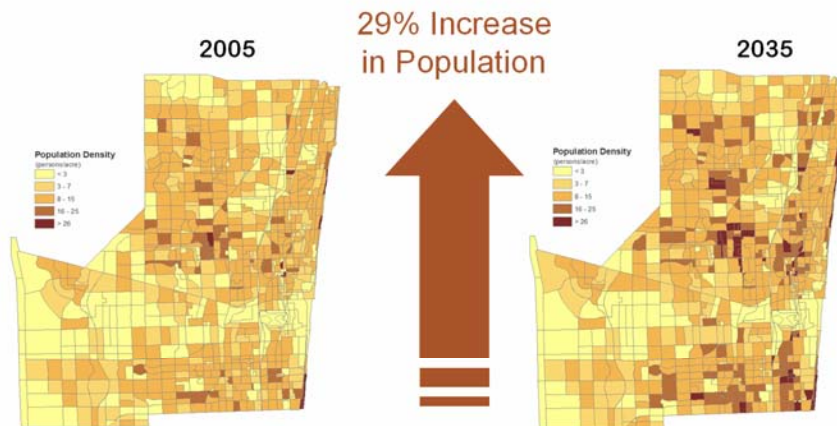 29% Increase
in Population
2005
Population Density
(persons/acre)
< 3
3 - 7
8 - 15
16 - 25
> 26
2035
Population Density
(persons/acre)
< 3
3 - 7
8 - 15
16 - 25
> 26